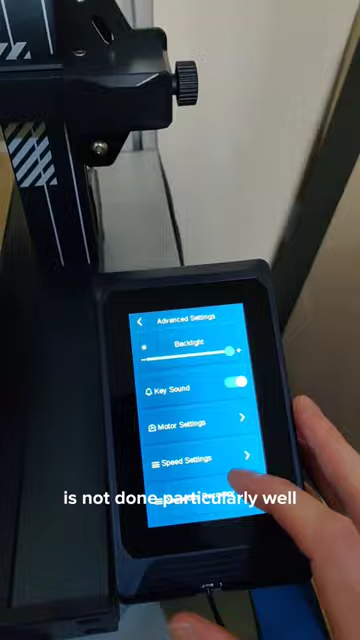 Advanced Settings
Backlight
- +
Key Sound
Motor Settings
Speed Settings
is not done particularly well